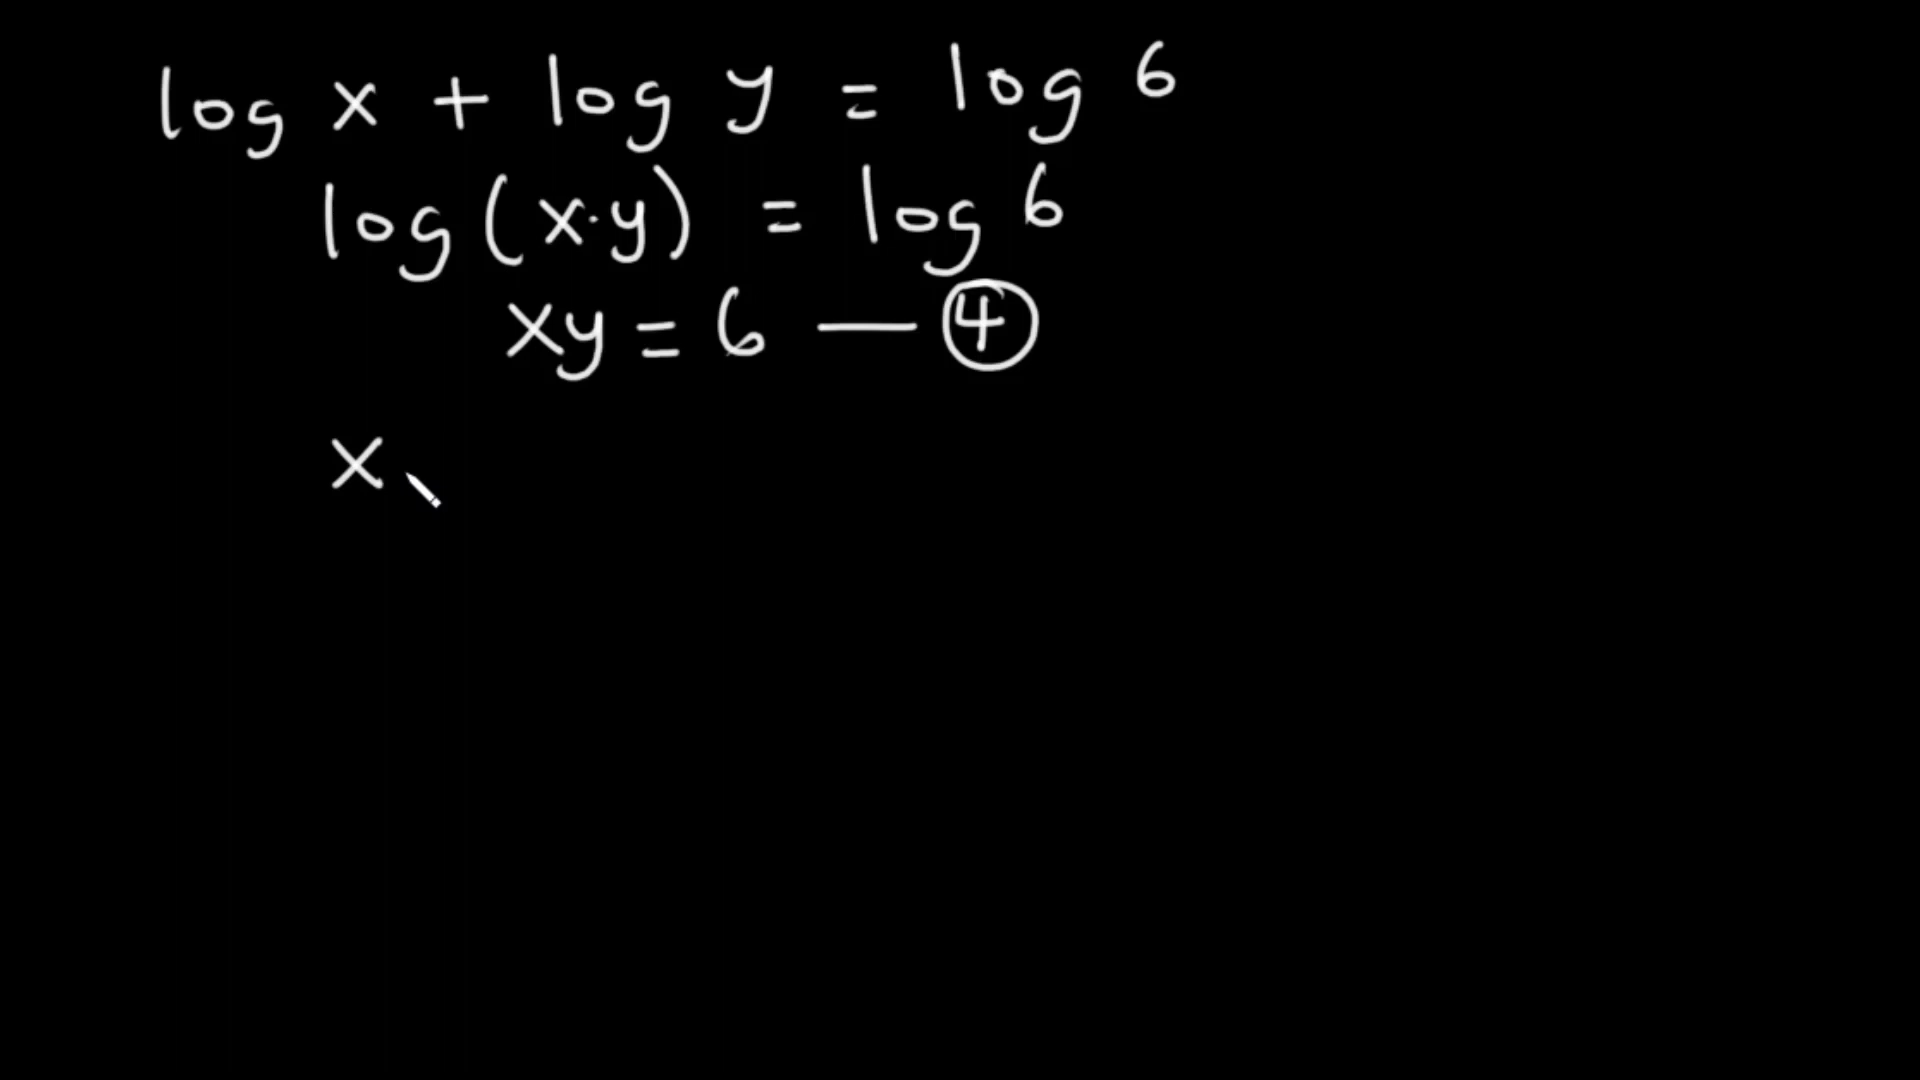 log x + log y = log 6
log (x·y) = log 6
xy = 6 — ④
x